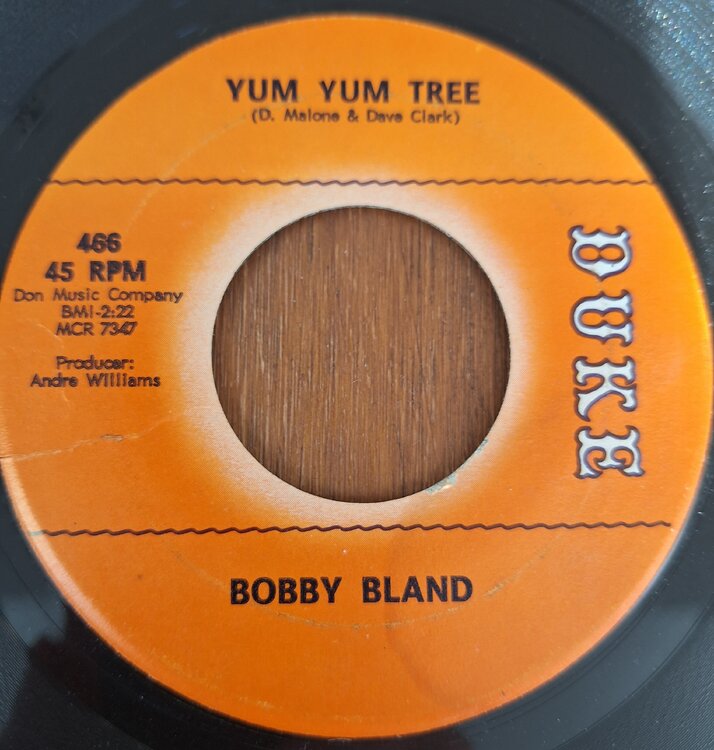 YUM YUM TREE
(D. Malone & Dave Clark)
466
45 RPM
Don Music Company
BMI-2:22
MCR 7347
Producer:
Andre Williams
DUKE
BOBBY BLAND